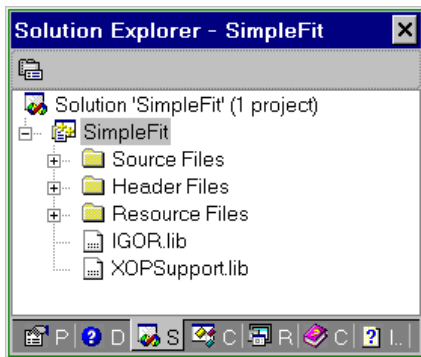 Solution Explorer - SimpleFit
Solution 'SimpleFit' (1 project)
SimpleFit
Source Files
Header Files
Resource Files
IGOR.lib
XOPSupport.lib
P D S C R C I..